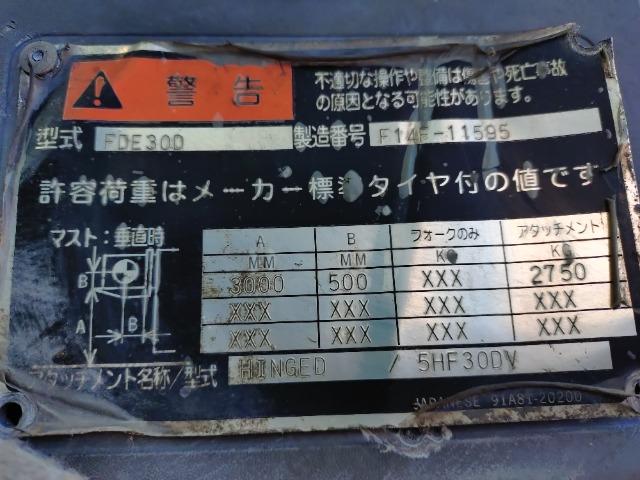 警 告
不適切な操作や整備は傷害や死亡事故
の原因となる可能性があります。
型式 FDE30D 製造番号 F14E-11595
許容荷重はメーカー標準タイヤ付の値です
マスト：垂直時
A B フォークのみ アタッチメント
MM MM KG KG
3000 500 XXX 2750
XXX XXX XXX XXX
XXX XXX XXX XXX
B
A B
アタッチメント名称/型式 HINGED / 5HF30DV
JAPANESE 91A81-20200